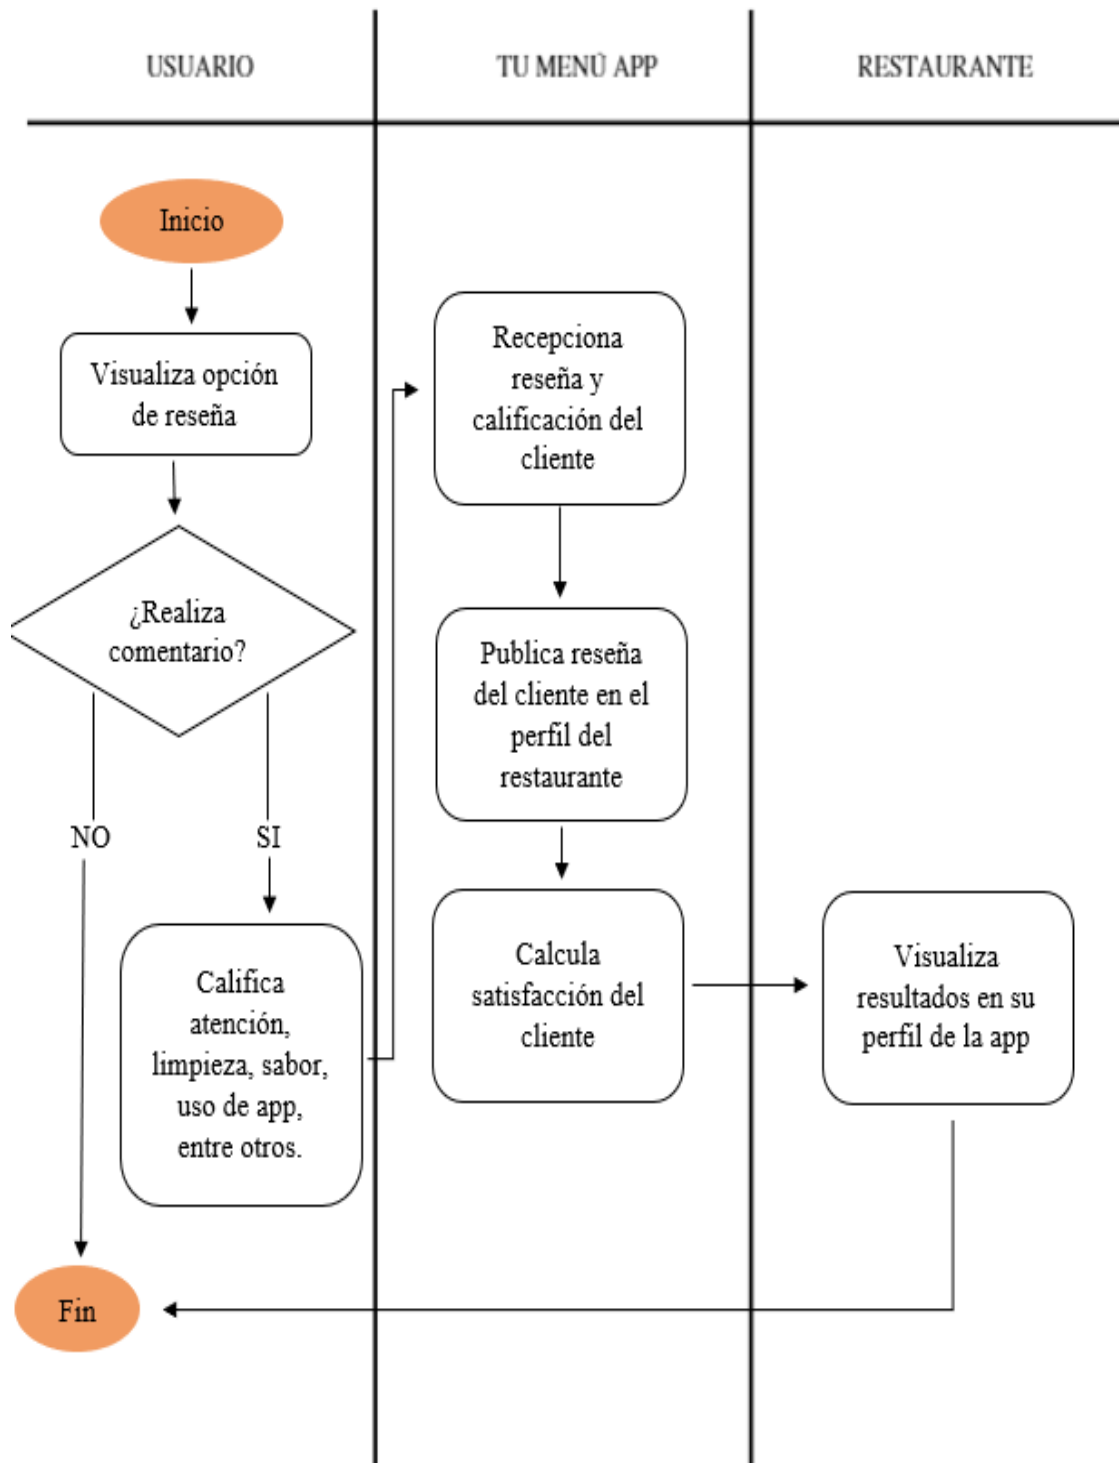 USUARIO
TU MENÚ APP
RESTAURANTE
Inicio
Visualiza opción
de reseña
¿Realiza
comentario?
NO
SI
Califica
atención,
limpieza, sabor,
uso de app,
entre otros.
Recepciona
reseña y
calificación del
cliente
Publica reseña
del cliente en el
perfil del
restaurante
Calcula
satisfacción del
cliente
Visualiza
resultados en su
perfil de la app
Fin